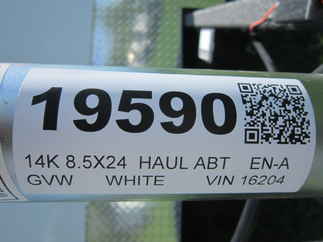 19590
14K 8.5X24 HAUL ABT EN-A
GVW WHITE VIN 16204